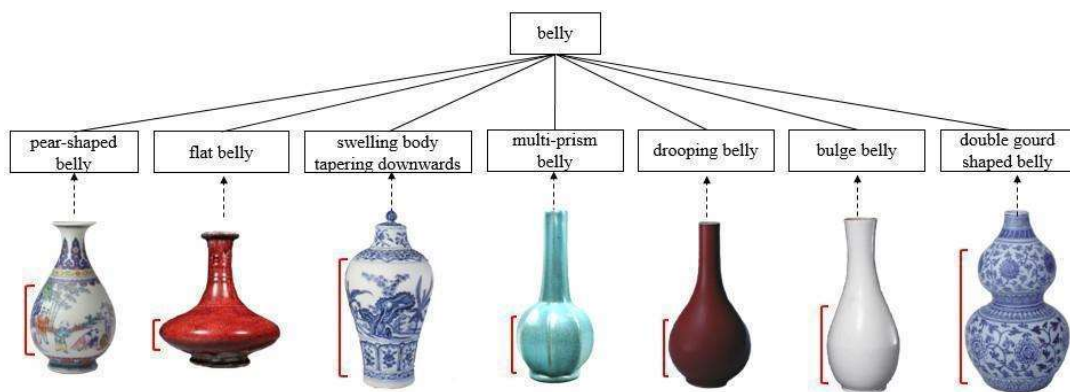 belly
pear-shaped
belly
flat belly
swelling body
tapering downwards
multi-prism
belly
drooping belly
bulge belly
double gourd
shaped belly